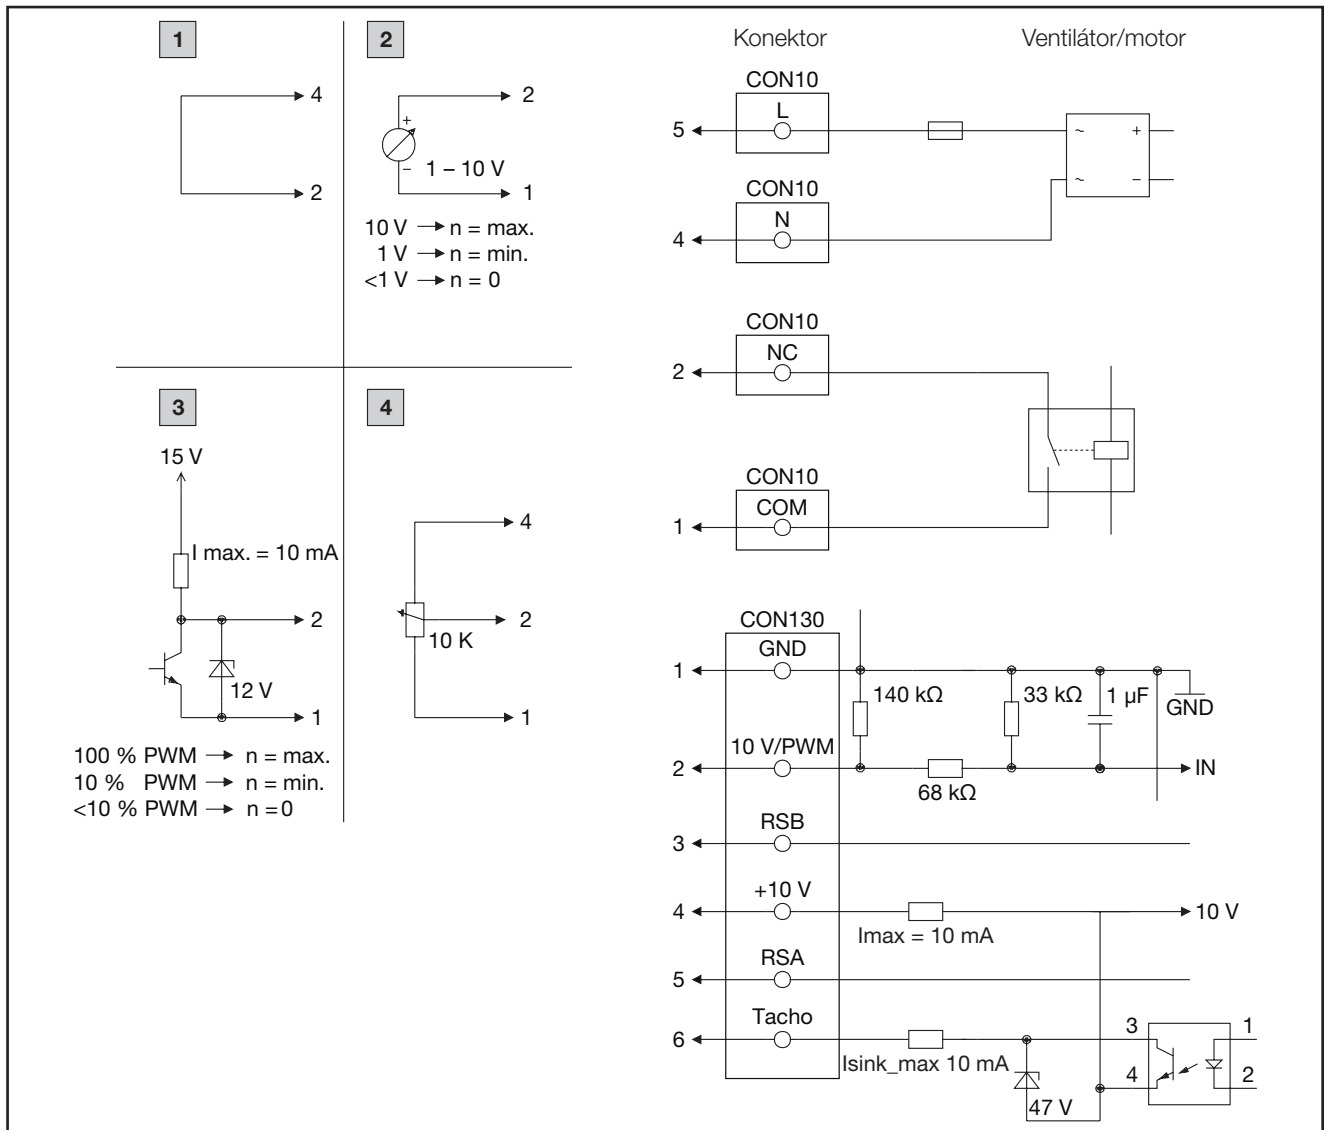 1
4
2
2
+
–
1 – 10 V
1
10 V → n = max.
1 V → n = min.
<1 V → n = 0
3
15 V
I max. = 10 mA
2
12 V
1
100 % PWM → n = max.
10 % PWM → n = min.
<10 % PWM → n = 0
4
4
2
10 K
1
Konektor
Ventilátor/motor
CON10
L
5
~ +
~ –
CON10
N
4
CON10
NC
2
CON10
COM
1
CON130
GND
1
140 kΩ
33 kΩ
1 µF
GND
10 V/PWM
2
IN
68 kΩ
RSB
3
+10 V
4
10 V
Imax = 10 mA
RSA
5
Tacho
6
3
1
Isink_max 10 mA
4
2
47 V